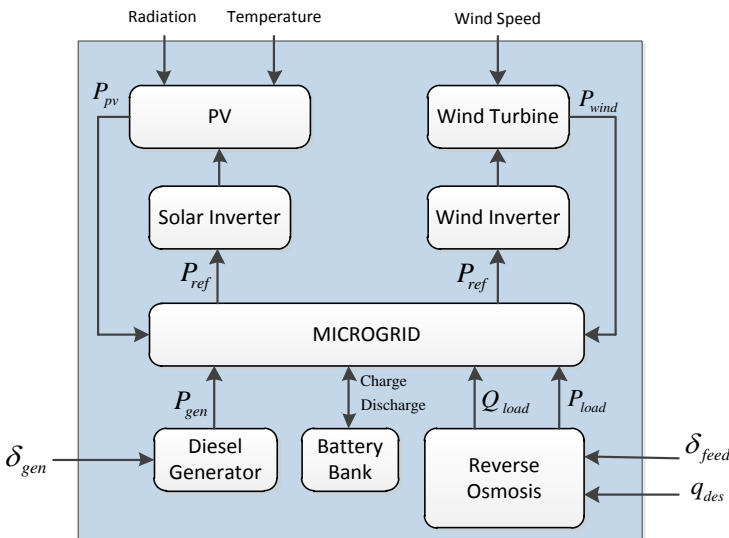 Radiation
Temperature
Wind Speed
P_pv
PV
Wind Turbine
P_wind
Solar Inverter
Wind Inverter
P_ref
P_ref
MICROGRID
P_gen
Charge
Discharge
Q_load
P_load
δ_gen
Diesel
Generator
Battery
Bank
Reverse
Osmosis
δ_feed
q_des